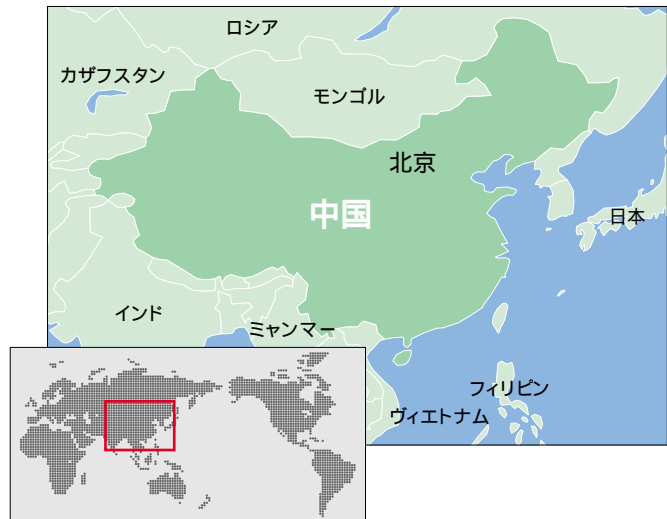 ロシア
カザフスタン
モンゴル
北京
中国
日本
インド
ミャンマー
フィリピン
ヴィエトナム